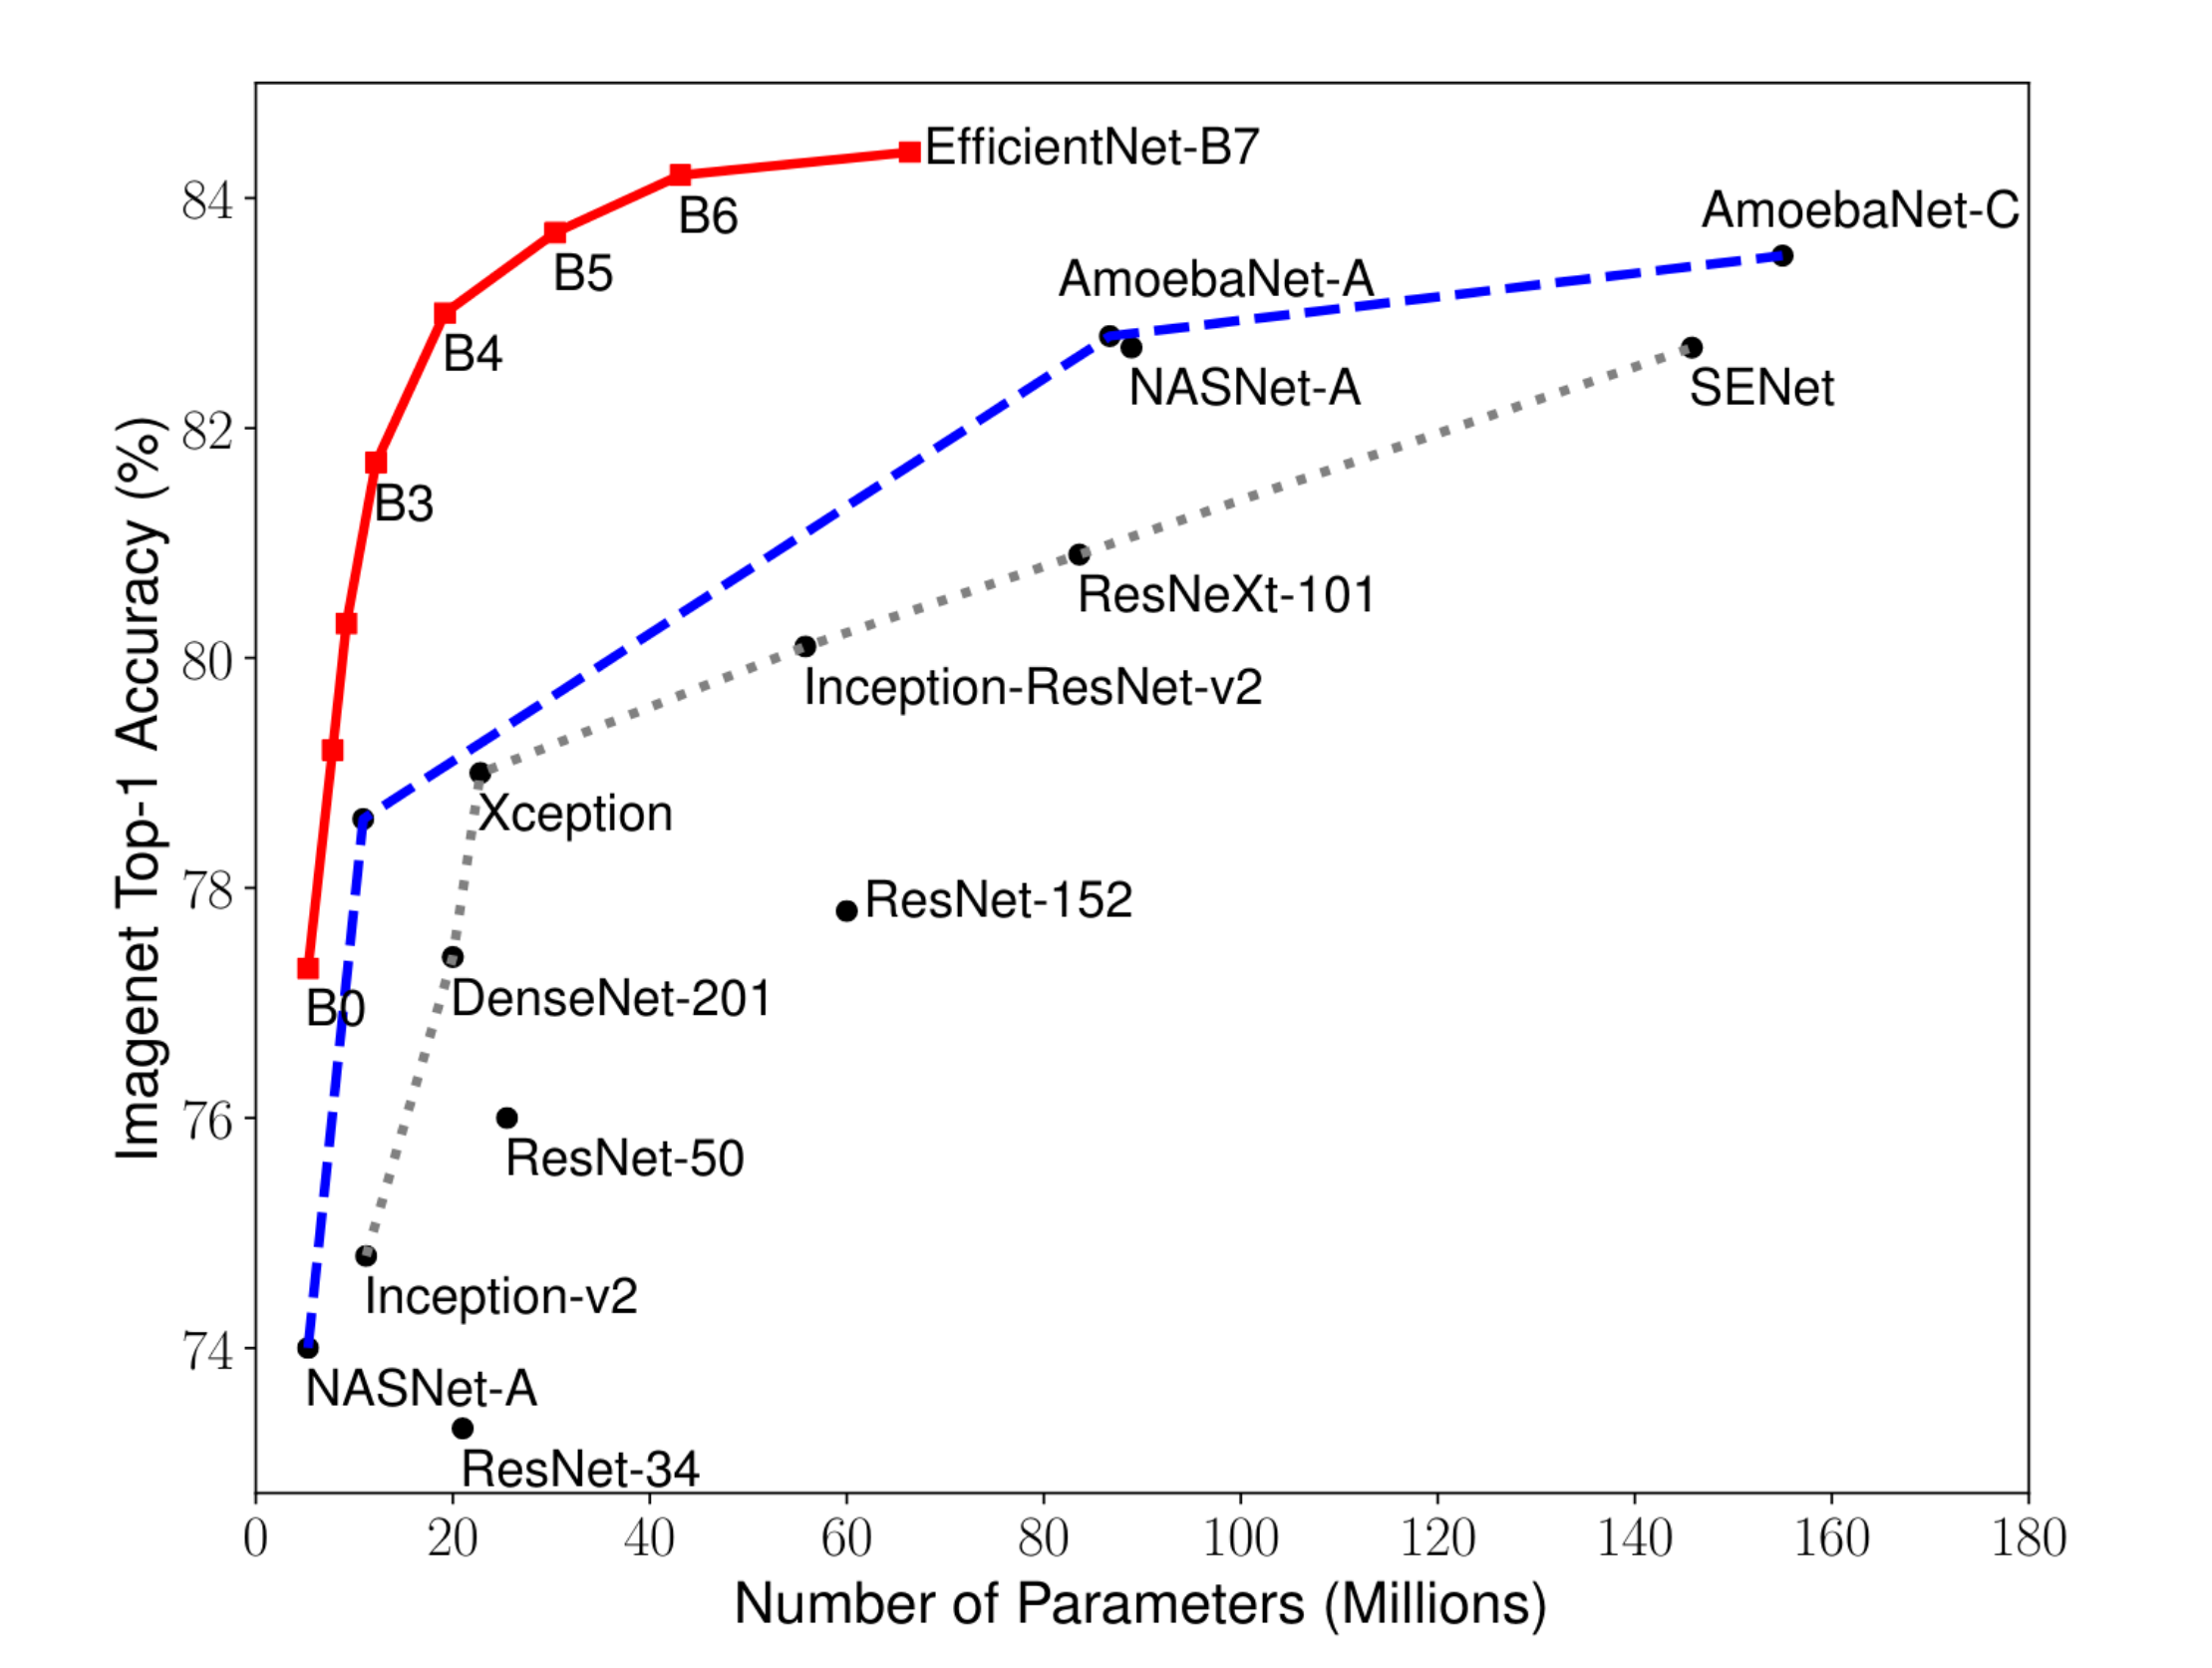 EfficientNet-B7
84
AmoebaNet-C
B6
B5
AmoebaNet-A
B4
NASNet-A
SENet
82
B3
ResNeXt-101
80
Inception-ResNet-v2
Xception
78
ResNet-152
DenseNet-201
B0
76
ResNet-50
Inception-v2
74
NASNet-A
ResNet-34
Imagenet Top-1 Accuracy (%)
0 20 40 60 80 100 120 140 160 180
Number of Parameters (Millions)